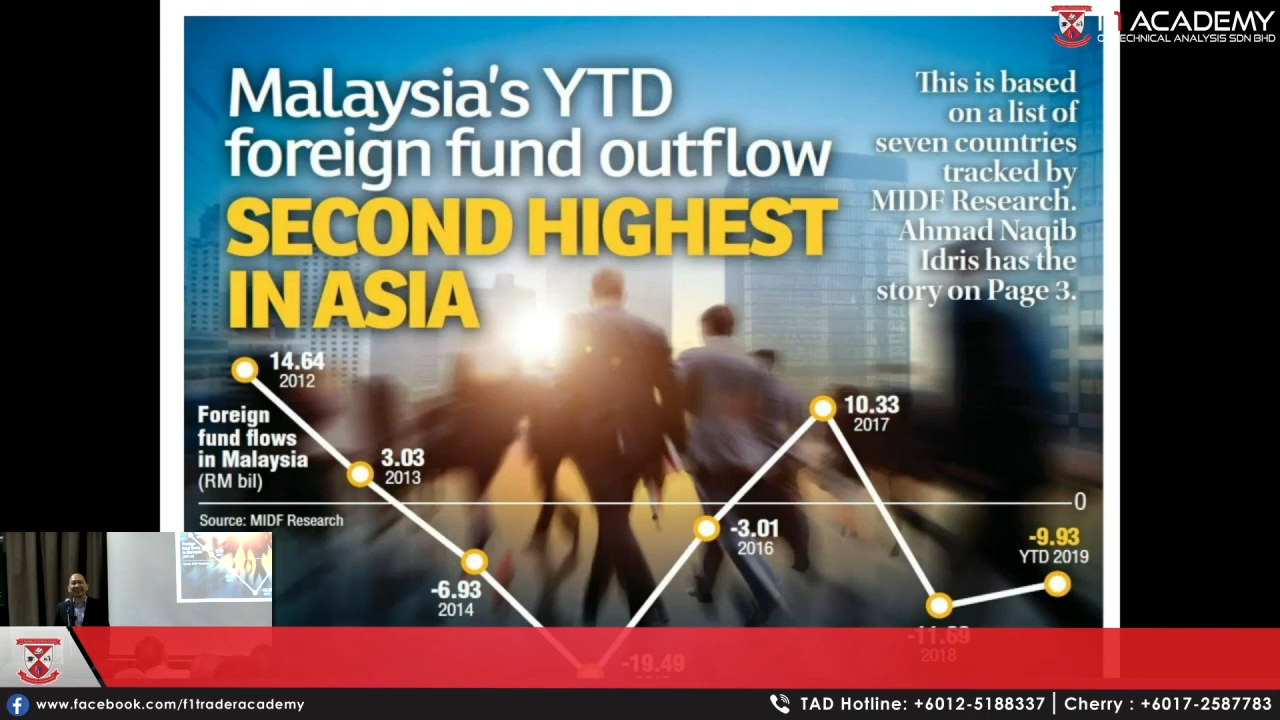 ACADEMY
TECHNICAL ANALYSIS SDN BHD
Malaysia's YTD
foreign fund outflow
SECOND HIGHEST
IN ASIA
This is based
on a list of
seven countries
tracked by
MIDF Research.
Ahmad Naqib
Idris has the
story on Page 3.
14.64
2012
Foreign
fund flows
in Malaysia
(RM bil)
Source: MIDF Research
3.03
2013
-6.93
2014
-19.49
-3.01
2016
10.33
2017
0
-11.69
2018
-9.93
YTD 2019
www.facebook.com/f1traderacademy
TAD Hotline: +6012-5188337 | Cherry : +6017-2587783